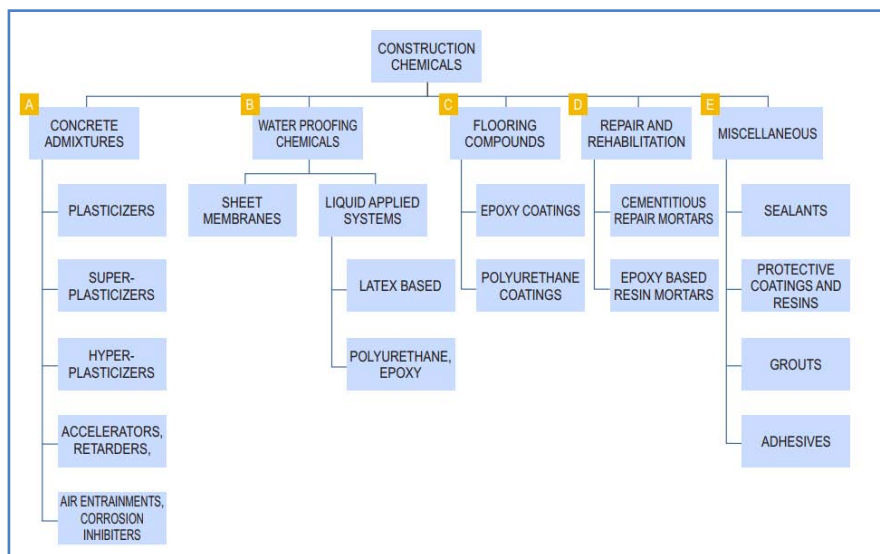 CONSTRUCTION
CHEMICALS
A
CONCRETE
ADMIXTURES
PLASTICIZERS
SUPER-
PLASTICIZERS
HYPER-
PLASTICIZERS
ACCELERATORS,
RETARDERS,
AIR ENTRAINMENTS,
CORROSION
INHIBITERS
B
WATER PROOFING
CHEMICALS
SHEET
MEMBRANES
LIQUID APPLIED
SYSTEMS
LATEX BASED
POLYURETHANE,
EPOXY
C
FLOORING
COMPOUNDS
EPOXY COATINGS
POLYURETHANE
COATINGS
D
REPAIR AND
REHABILITATION
CEMENTITIOUS
REPAIR MORTARS
EPOXY BASED
RESIN MORTARS
E
MISCELLANEOUS
SEALANTS
PROTECTIVE
COATINGS AND
RESINS
GROUTS
ADHESIVES